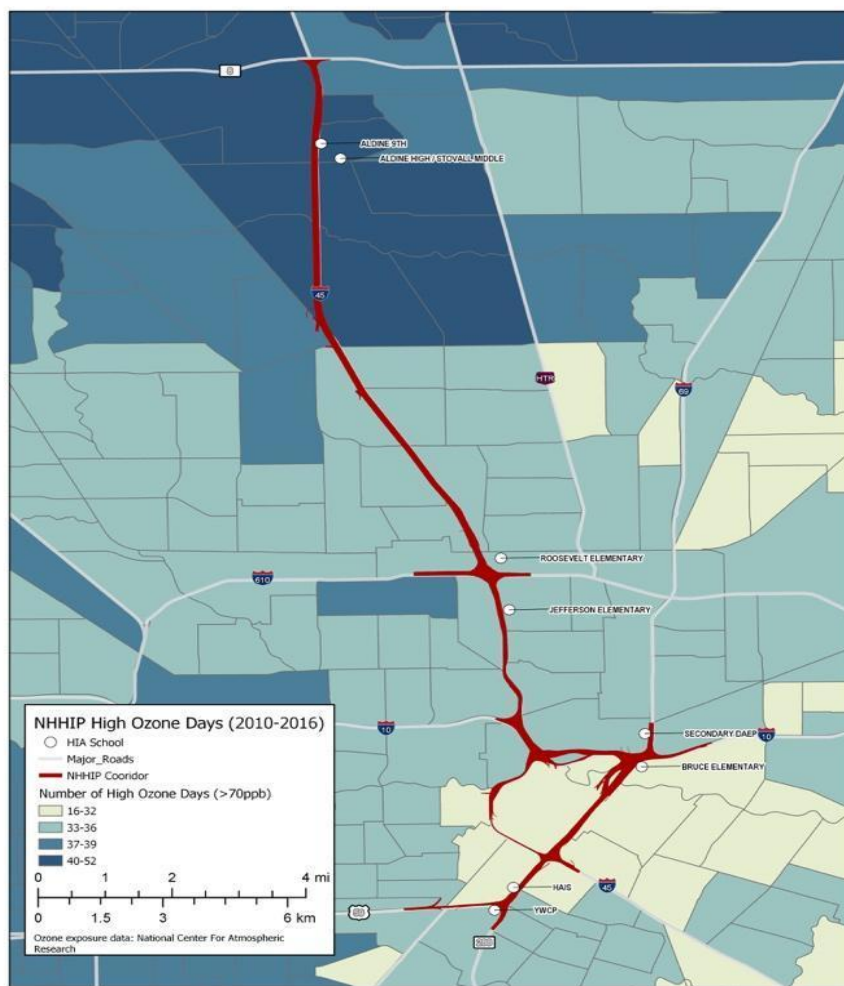 8
ALDINE 9TH
ALDINE HIGH / STOVALL MIDDLE
45
HTR
69
ROOSEVELT ELEMENTARY
610
JEFFERSON ELEMENTARY
10
SECONDARY DAEP
10
BRUCE ELEMENTARY
HAIS
45
YWCP
NHHIP High Ozone Days (2010-2016)
HIA School
Major_Roads
NHHIP Cooridor
Number of High Ozone Days (>70ppb)
16-32
33-36
37-39
40-52
0 1 2 4 mi
0 1.5 3 6 km
Ozone exposure data: National Center For Atmospheric
Research